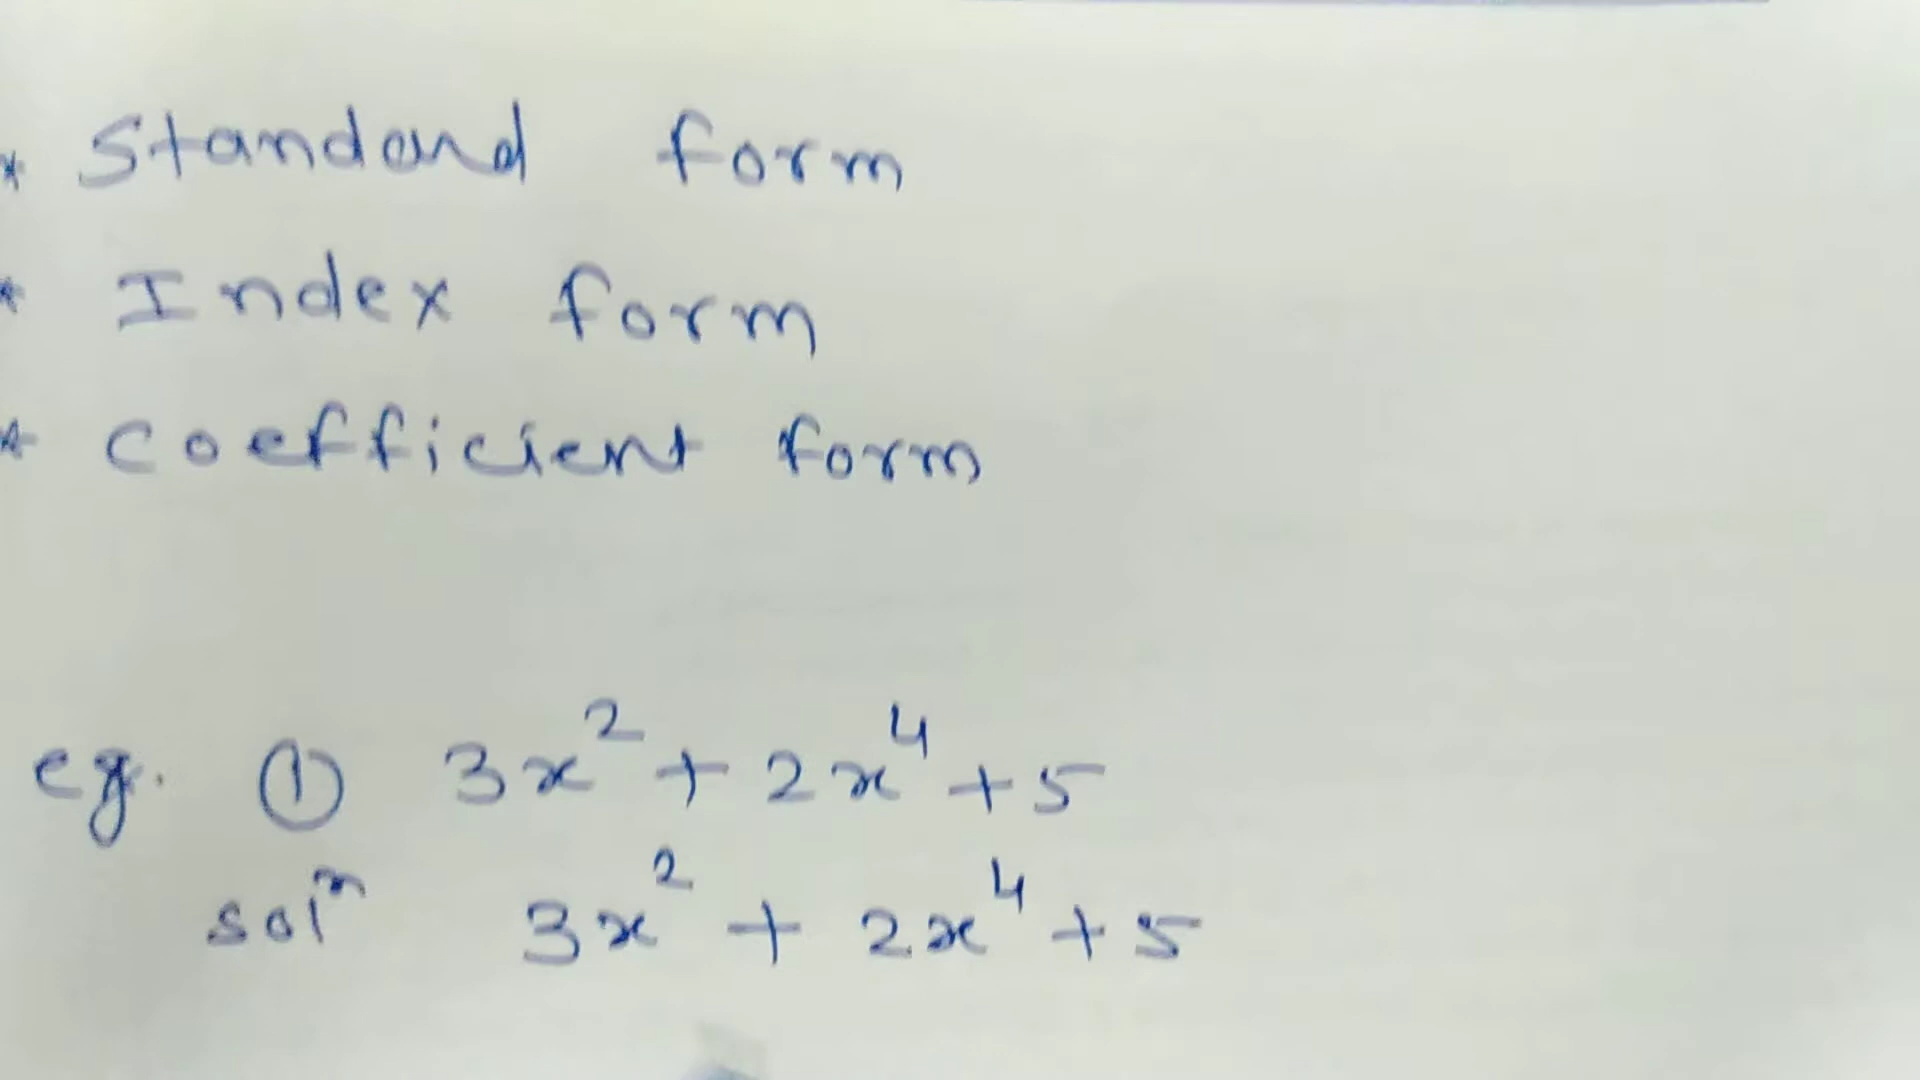 * Standard form
* Index form
* Coefficient form
eg. ① 3x² + 2x⁴ + 5
solⁿ 3x² + 2x⁴ + 5